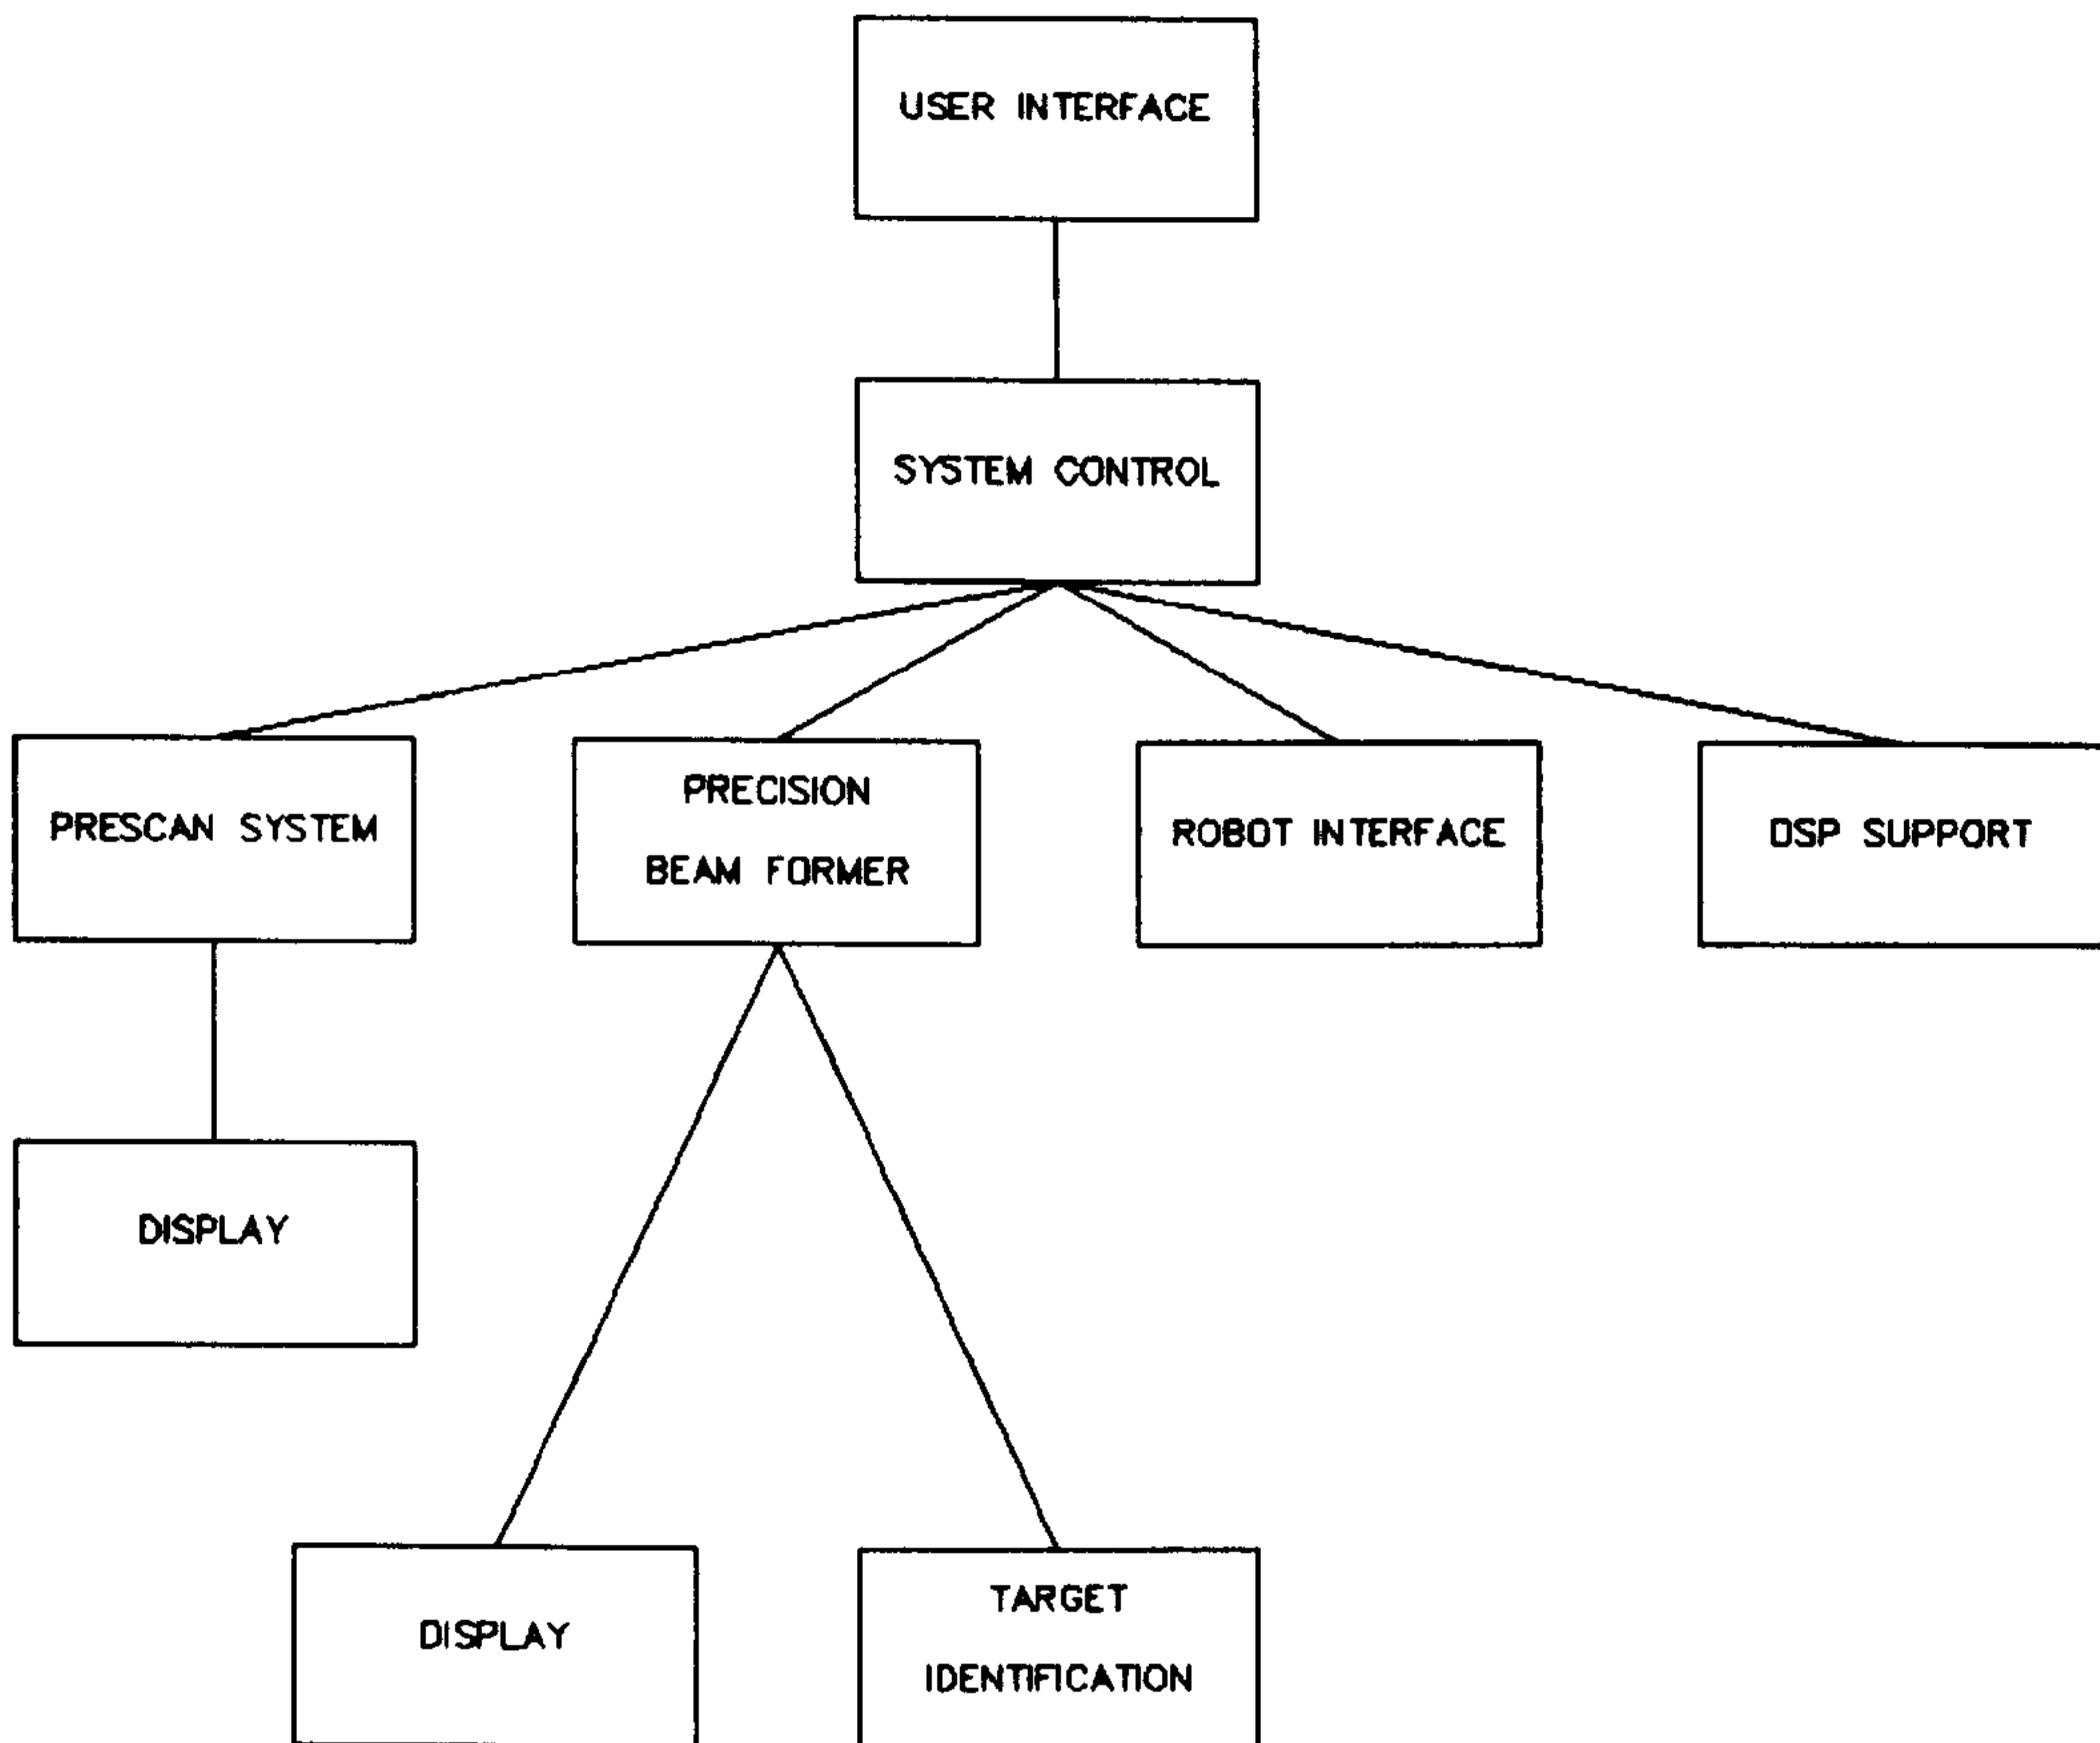 USER INTERFACE
SYSTEM CONTROL
PRESCAN SYSTEM
PRECISION
BEAM FORMER
ROBOT INTERFACE
DSP SUPPORT
DISPLAY
DISPLAY
TARGET
IDENTIFICATION